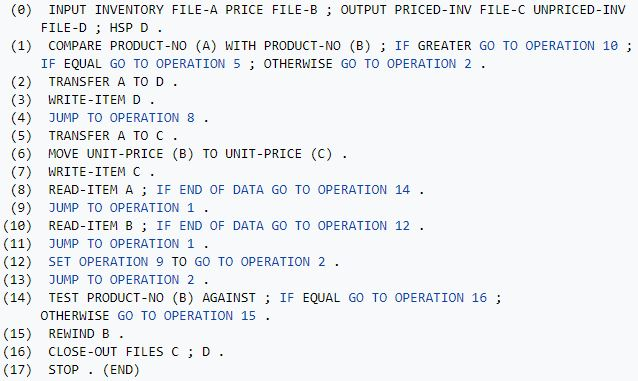 (0) INPUT INVENTORY FILE-A PRICE FILE-B ; OUTPUT PRICED-INV FILE-C UNPRICED-INV
FILE-D ; HSP D .
(1) COMPARE PRODUCT-NO (A) WITH PRODUCT-NO (B) ; IF GREATER GO TO OPERATION 10 ;
IF EQUAL GO TO OPERATION 5 ; OTHERWISE GO TO OPERATION 2 .
(2) TRANSFER A TO D .
(3) WRITE-ITEM D .
(4) JUMP TO OPERATION 8 .
(5) TRANSFER A TO C .
(6) MOVE UNIT-PRICE (B) TO UNIT-PRICE (C) .
(7) WRITE-ITEM C .
(8) READ-ITEM A ; IF END OF DATA GO TO OPERATION 14 .
(9) JUMP TO OPERATION 1 .
(10) READ-ITEM B ; IF END OF DATA GO TO OPERATION 12 .
(11) JUMP TO OPERATION 1 .
(12) SET OPERATION 9 TO GO TO OPERATION 2 .
(13) JUMP TO OPERATION 2 .
(14) TEST PRODUCT-NO (B) AGAINST ; IF EQUAL GO TO OPERATION 16 ;
OTHERWISE GO TO OPERATION 15 .
(15) REWIND B .
(16) CLOSE-OUT FILES C ; D .
(17) STOP . (END)